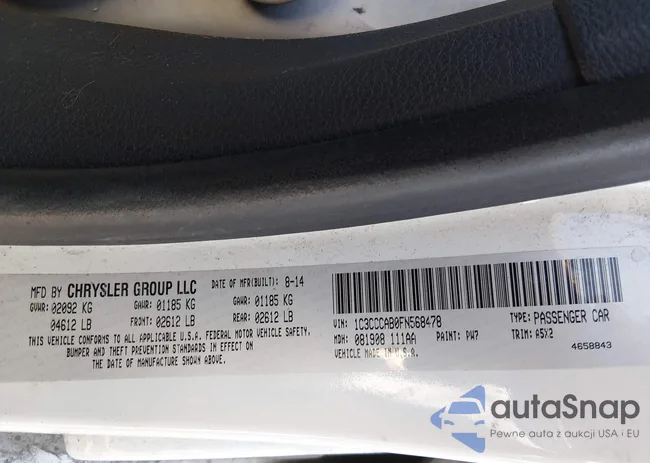 MFD BY CHRYSLER GROUP LLC DATE OF MFR(BUILT): 8-14
GVWR: 02092 KG GAWR: 01185 KG GAWR: 01185 KG
04612 LB FRONT: 02612 LB REAR: 02612 LB
THIS VEHICLE CONFORMS TO ALL APPLICABLE U.S.A. FEDERAL MOTOR VEHICLE SAFETY,
BUMPER AND THEFT PREVENTION STANDARDS IN EFFECT ON
THE DATE OF MANUFACTURE SHOWN ABOVE.
VIN: 1C3CCCAB0FN568478 TYPE: PASSENGER CAR
MDH: 081908 111AA PAINT: PW7 TRIM: A5X2
VEHICLE MADE IN U.S.A. 4658843
autaSnap
Pewne auta z aukcji USA i EU